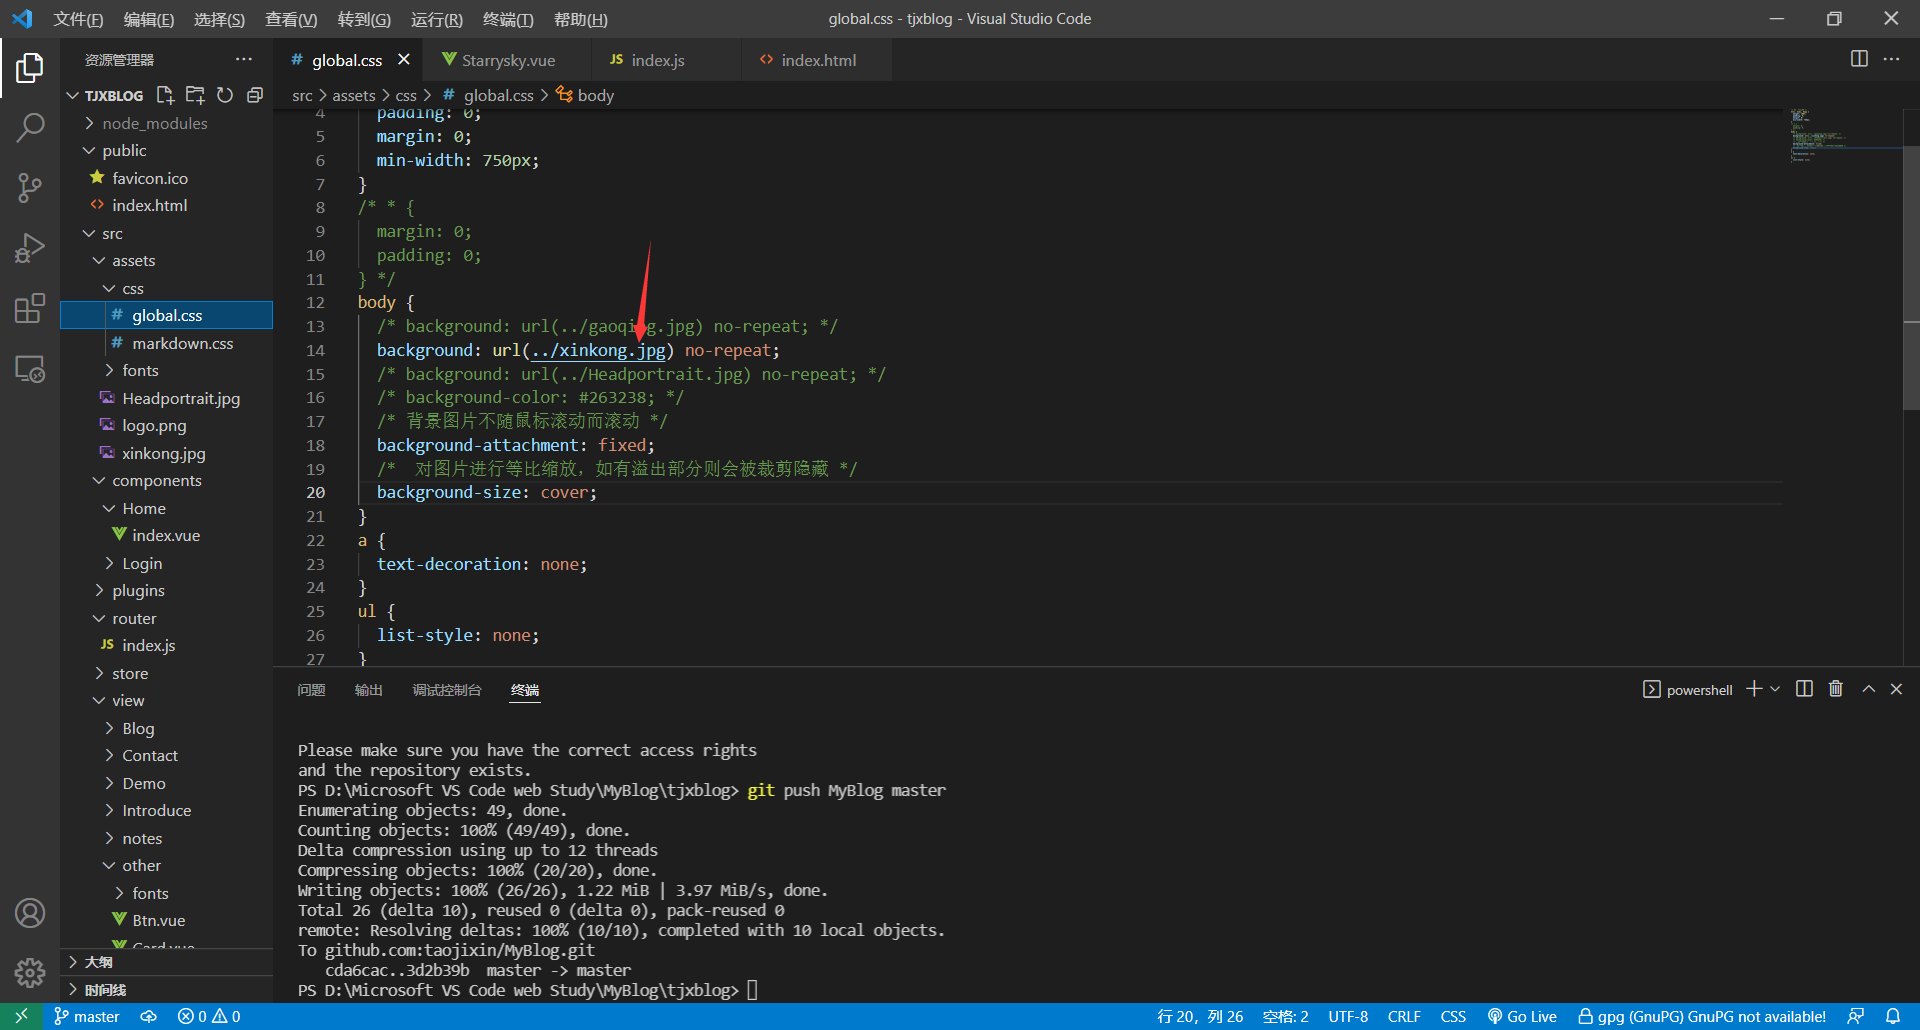 文件(F) 编辑(E) 选择(S) 查看(V) 转到(G) 运行(R) 终端(T) 帮助(H) global.css - tjxblog - Visual Studio Code
资源管理器
TJXBLOG
node_modules
public
favicon.ico
index.html
src
assets
css
global.css
markdown.css
fonts
Headportrait.jpg
logo.png
xinkong.jpg
components
Home
index.vue
Login
plugins
router
JS index.js
store
view
Blog
Contact
Demo
Introduce
notes
other
fonts
Btn.vue
Card.vue
大纲
时间线
# global.css Starrysky.vue JS index.js index.html
src > assets > css > # global.css > body
4 padding: 0;
5 margin: 0;
6 min-width: 750px;
7 }
8 /* * {
9 margin: 0;
10 padding: 0;
11 } */
12 body {
13 /* background: url(../gaoqing.jpg) no-repeat; */
14 background: url(../xinkong.jpg) no-repeat;
15 /* background: url(../Headportrait.jpg) no-repeat; */
16 /* background-color: #263238; */
17 /* 背景图片不随鼠标滚动而滚动 */
18 background-attachment: fixed;
19 /* 对图片进行等比缩放，如有溢出部分则会被裁剪隐藏 */
20 background-size: cover;
21 }
22 a {
23 text-decoration: none;
24 }
25 ul {
26 list-style: none;
27 }
问题 输出 调试控制台 终端 powershell
Please make sure you have the correct access rights
and the repository exists.
PS D:\Microsoft VS Code web Study\MyBlog\tjxblog> git push MyBlog master
Enumerating objects: 49, done.
Counting objects: 100% (49/49), done.
Delta compression using up to 12 threads
Compressing objects: 100% (20/20), done.
Writing objects: 100% (26/26), 1.22 MiB | 3.97 MiB/s, done.
Total 26 (delta 10), reused 0 (delta 0), pack-reused 0
remote: Resolving deltas: 100% (10/10), completed with 10 local objects.
To github.com:taojixin/MyBlog.git
cda6cac..3d2b39b master -> master
PS D:\Microsoft VS Code web Study\MyBlog\tjxblog>
master 0 0 行 20，列 26 空格: 2 UTF-8 CRLF CSS Go Live gpg (GnuPG) GnuPG not available!